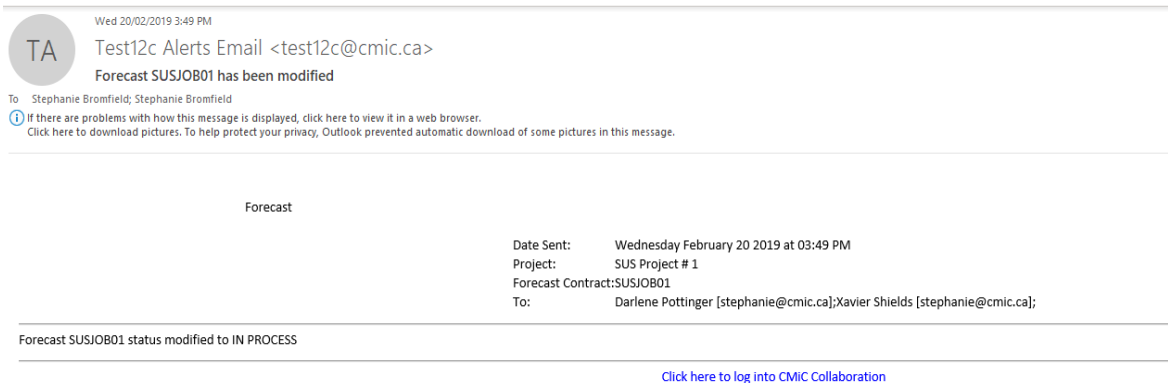 Wed 20/02/2019 3:49 PM
TA
Test12c Alerts Email <test12c@cmic.ca>
Forecast SUSJOB01 has been modified
To Stephanie Bromfield; Stephanie Bromfield
If there are problems with how this message is displayed, click here to view it in a web browser.
Click here to download pictures. To help protect your privacy, Outlook prevented automatic download of some pictures in this message.
Forecast
Date Sent: Wednesday February 20 2019 at 03:49 PM
Project: SUS Project # 1
Forecast Contract:SUSJOB01
To: Darlene Pottinger [stephanie@cmic.ca];Xavier Shields [stephanie@cmic.ca];
Forecast SUSJOB01 status modified to IN PROCESS
Click here to log into CMiC Collaboration